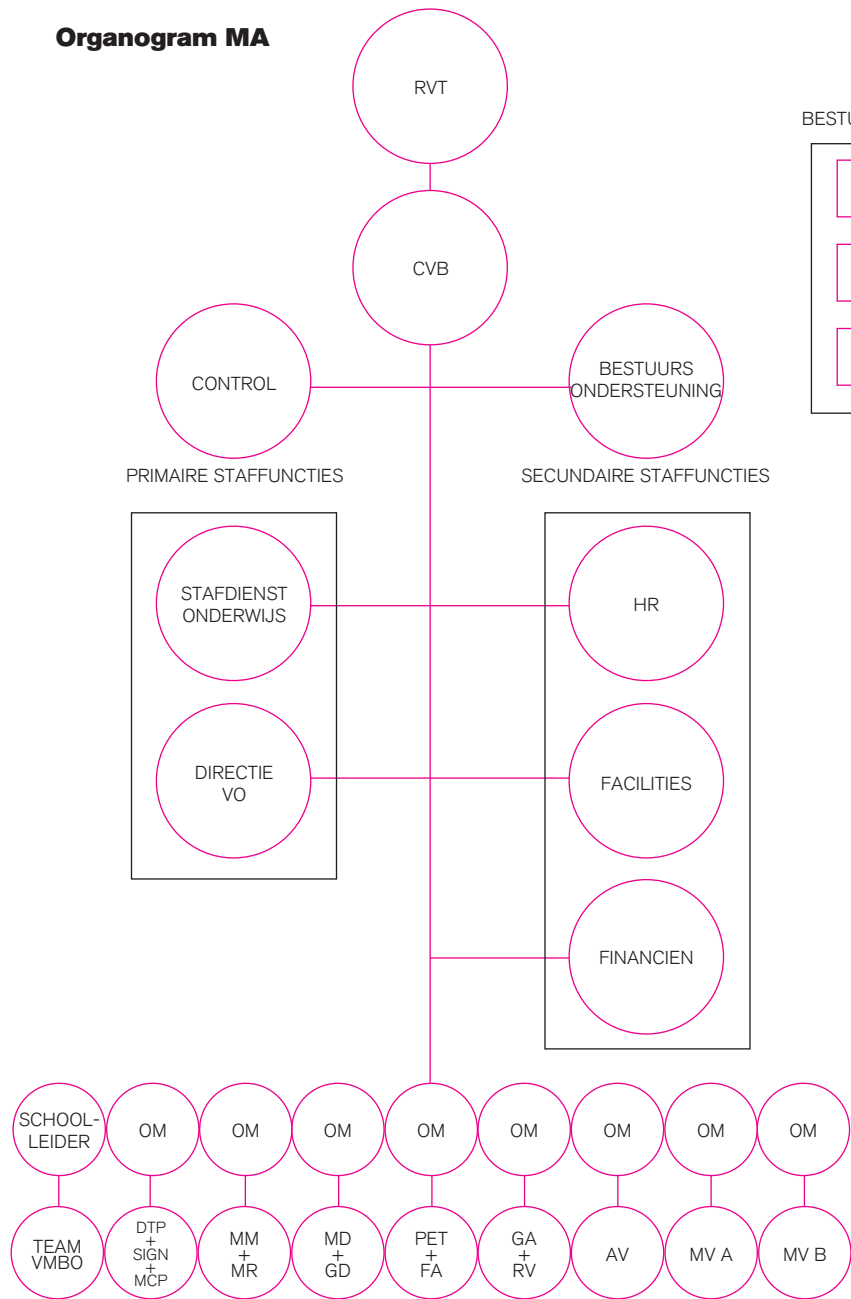 Organogram MA
RVT
BESTU
CVB
CONTROL
BESTUURS
ONDERSTEUNING
PRIMAIRE STAFFUNCTIES
SECUNDAIRE STAFFUNCTIES
STAFDIENST
ONDERWIJS
HR
DIRECTIE
VO
FACILITIES
FINANCIEN
SCHOOL-
LEIDER
OM
OM
OM
OM
OM
OM
OM
OM
TEAM
VMBO
DTP
+
SIGN
+
MCP
MM
+
MR
MD
+
GD
PET
+
FA
GA
+
RV
AV
MV A
MV B